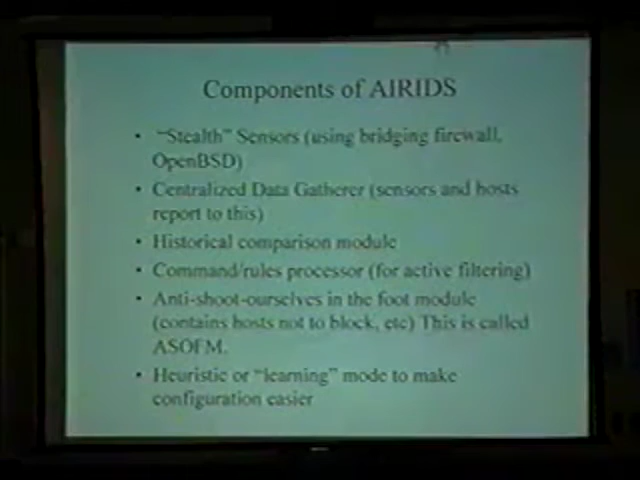 Components of AIRIDS
• "Stealth" Sensors (using bridging firewall,
OpenBSD)
• Centralized Data Gatherer (sensors and hosts
report to this)
• Historical comparison module
• Command/rules processor (for active filtering)
• Anti-shoot-ourselves in the foot module
(contains hosts not to block, etc) This is called
ASOFM.
• Heuristic or "learning" mode to make
configuration easier